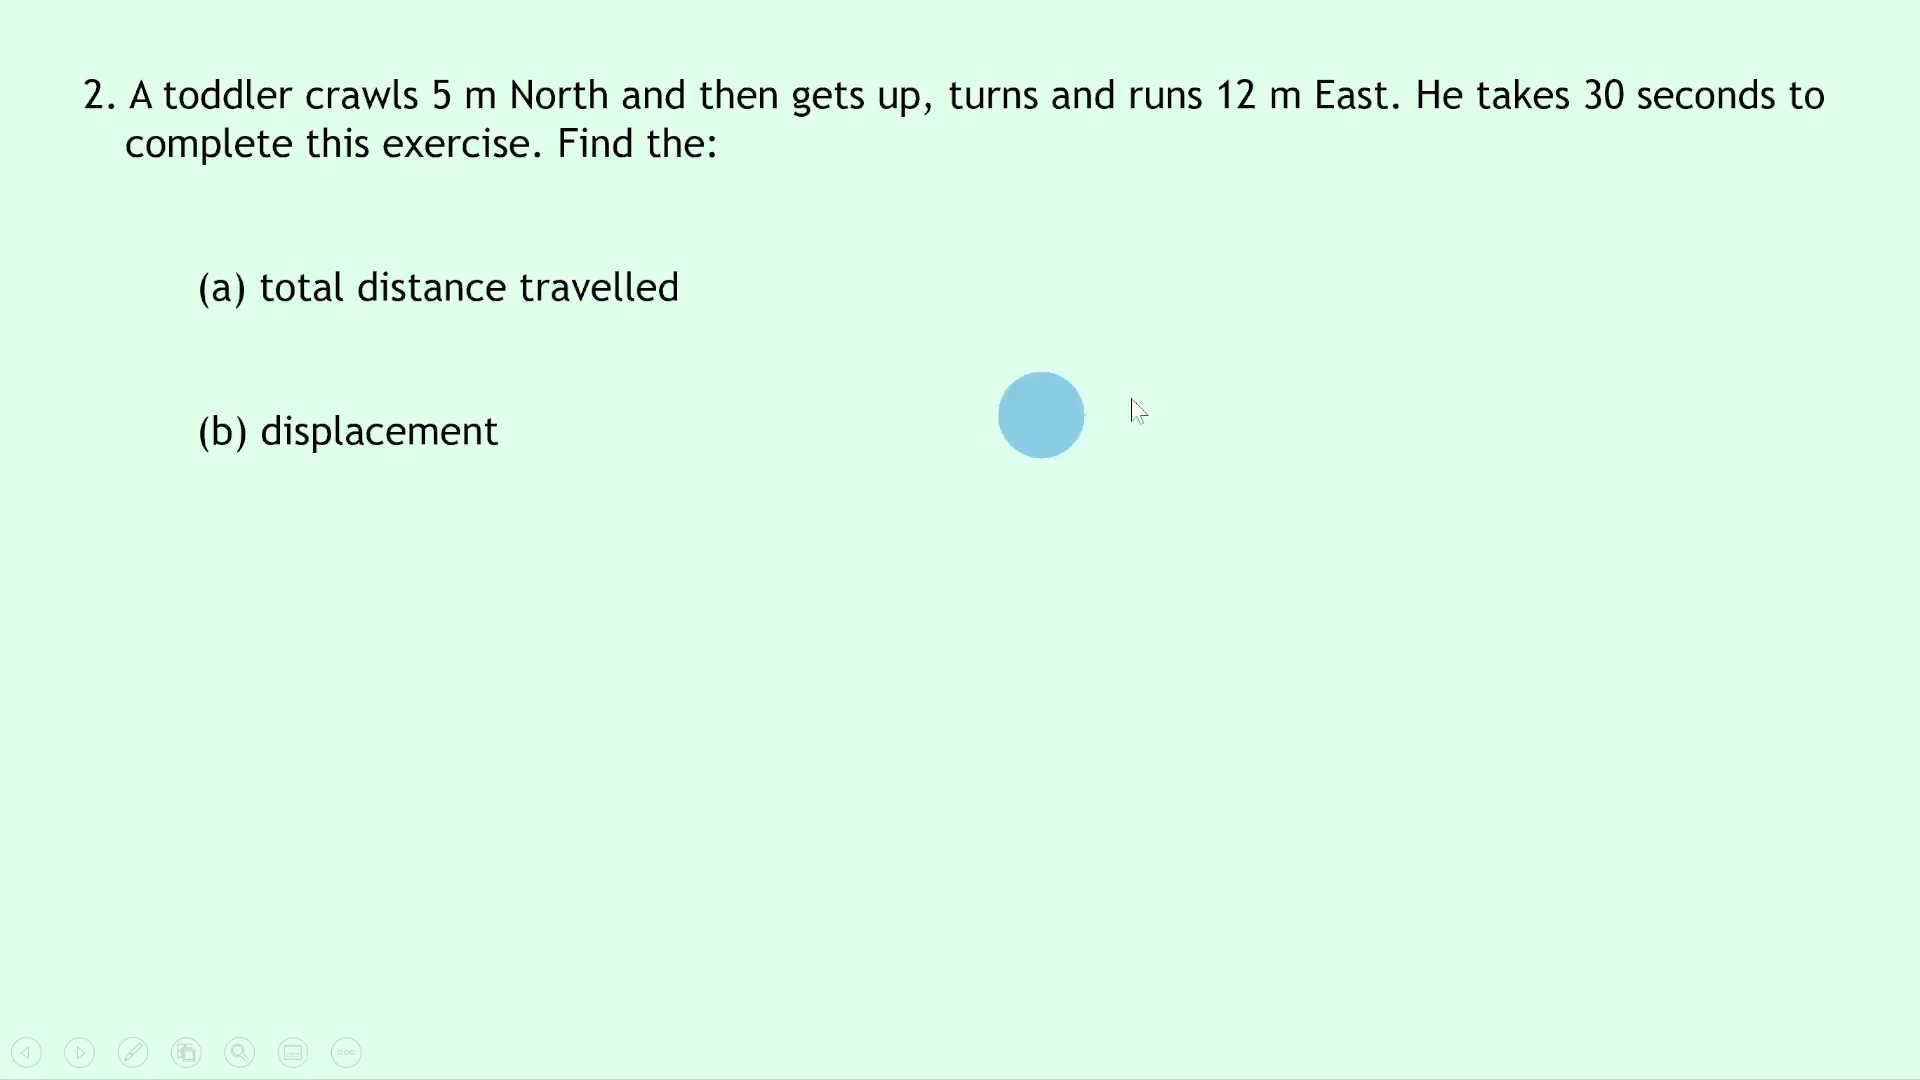 2. A toddler crawls 5 m North and then gets up, turns and runs 12 m East. He takes 30 seconds to
complete this exercise. Find the:
(a) total distance travelled
(b) displacement